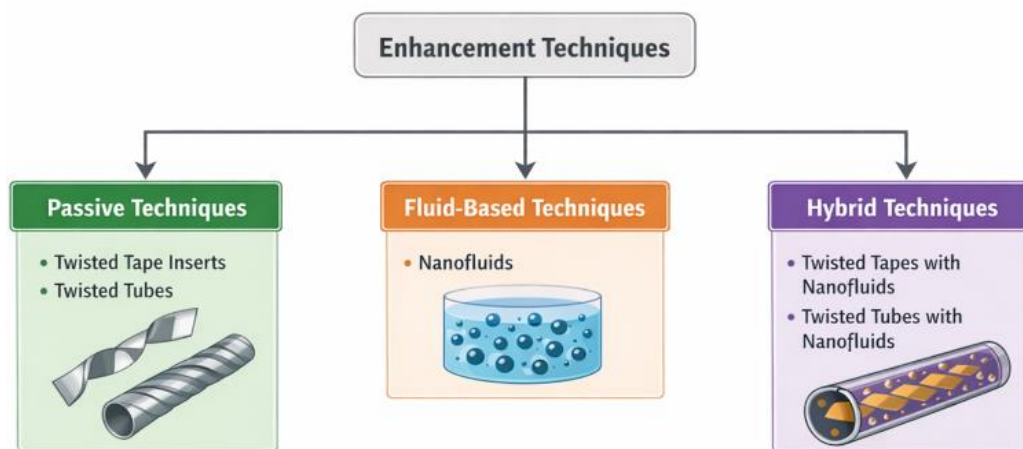 Enhancement Techniques
Passive Techniques
• Twisted Tape Inserts
• Twisted Tubes
Fluid-Based Techniques
• Nanofluids
Hybrid Techniques
• Twisted Tapes with
Nanofluids
• Twisted Tubes with
Nanofluids